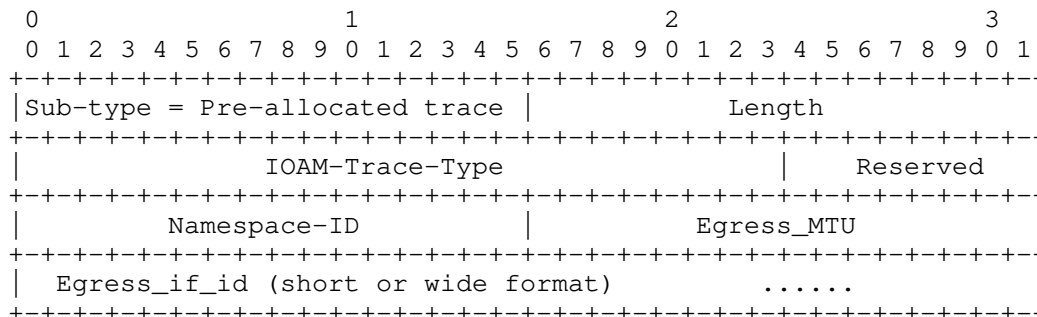 0                   1                   2                   3
 0 1 2 3 4 5 6 7 8 9 0 1 2 3 4 5 6 7 8 9 0 1 2 3 4 5 6 7 8 9 0 1
+-+-+-+-+-+-+-+-+-+-+-+-+-+-+-+-+-+-+-+-+-+-+-+-+-+-+-+-+-+-+-+--
|Sub-type = Pre-allocated trace |            Length
+-+-+-+-+-+-+-+-+-+-+-+-+-+-+-+-+-+-+-+-+-+-+-+-+-+-+-+-+-+-+-+--
|               IOAM-Trace-Type                 |    Reserved
+-+-+-+-+-+-+-+-+-+-+-+-+-+-+-+-+-+-+-+-+-+-+-+-+-+-+-+-+-+-+-+--
|         Namespace-ID          |          Egress_MTU
+-+-+-+-+-+-+-+-+-+-+-+-+-+-+-+-+-+-+-+-+-+-+-+-+-+-+-+-+-+-+-+--
|  Egress_if_id (short or wide format)         ......
+-+-+-+-+-+-+-+-+-+-+-+-+-+-+-+-+-+-+-+-+-+-+-+-+-+-+-+-+-+-+-+--